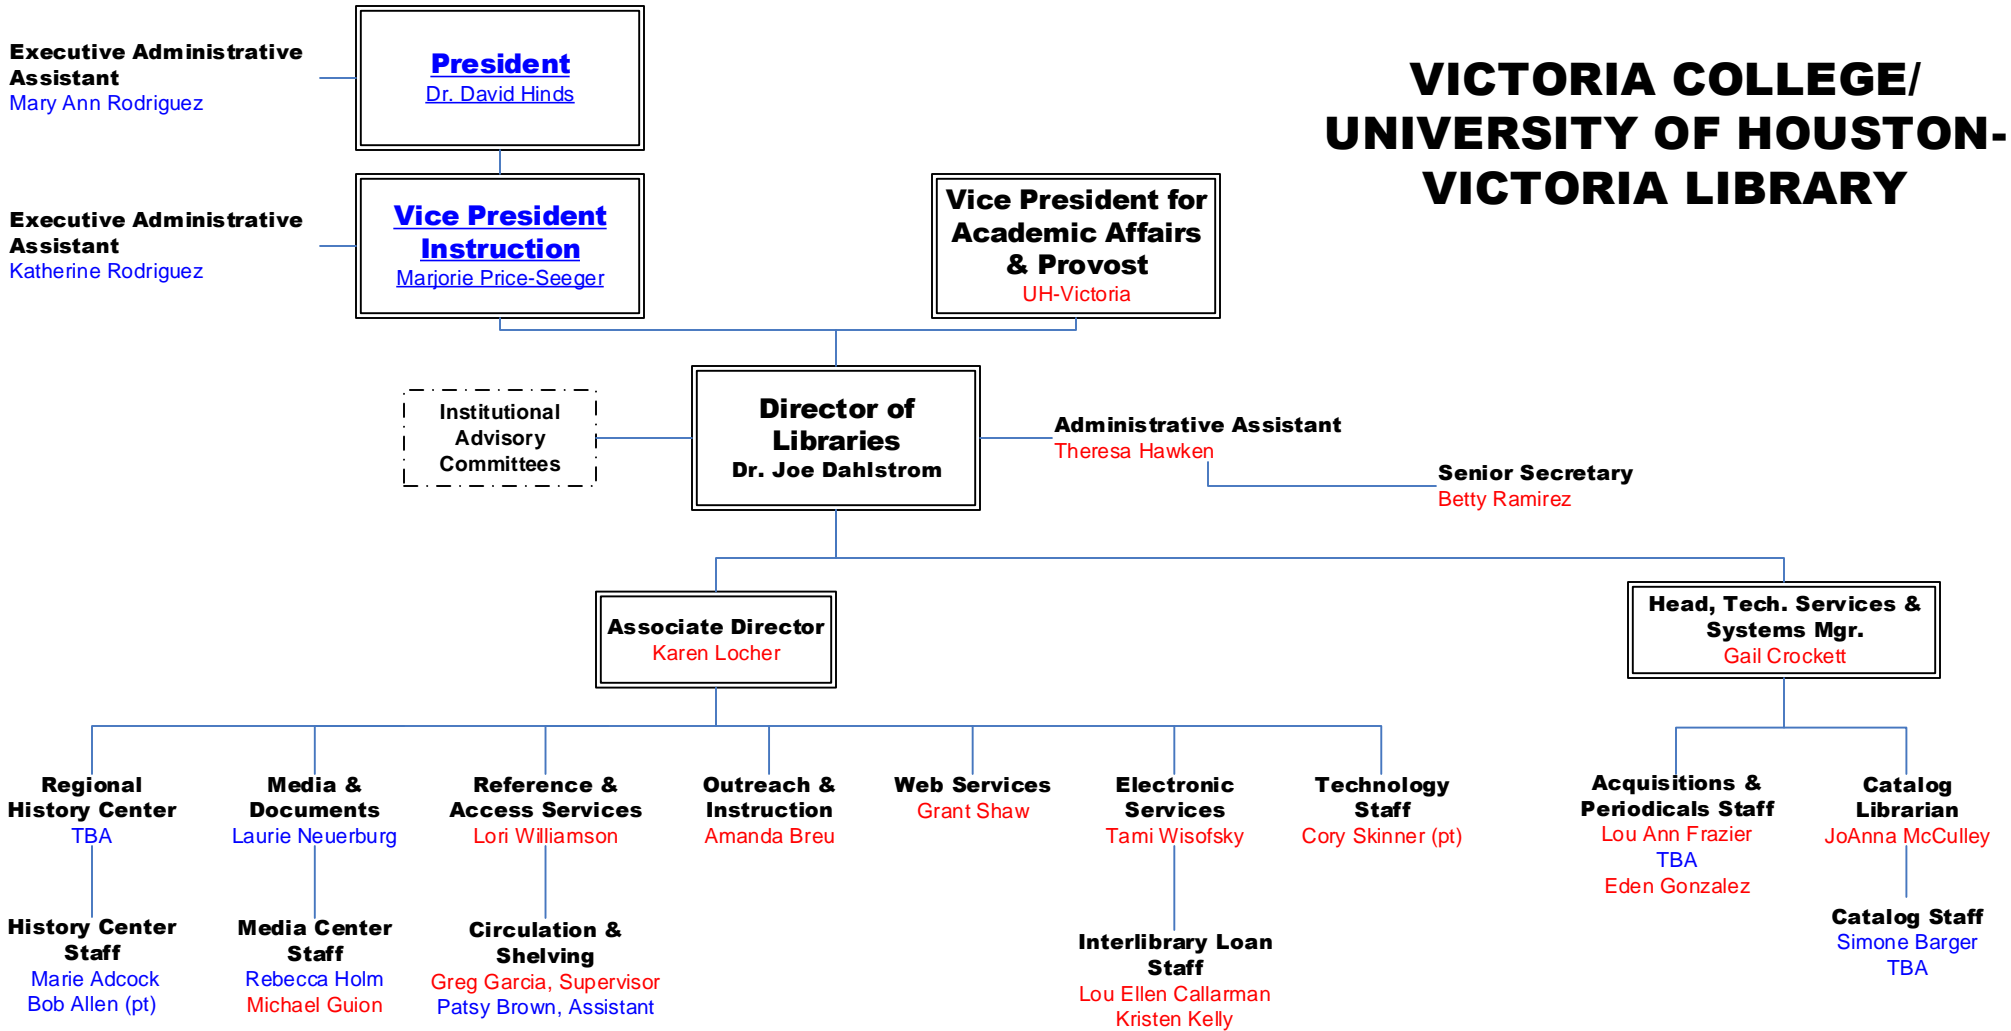 Executive Administrative
Assistant
Mary Ann Rodriguez
President
Dr. David Hinds
VICTORIA COLLEGE/
UNIVERSITY OF HOUSTON-
VICTORIA LIBRARY
Executive Administrative
Assistant
Katherine Rodriguez
Vice President
Instruction
Marjorie Price-Seeger
Vice President for
Academic Affairs
& Provost
UH-Victoria
Institutional
Advisory
Committees
Director of
Libraries
Dr. Joe Dahlstrom
Administrative Assistant
Theresa Hawken
Senior Secretary
Betty Ramirez
Associate Director
Karen Locher
Head, Tech. Services &
Systems Mgr.
Gail Crockett
Regional
History Center
TBA
Media &
Documents
Laurie Neuerburg
Reference &
Access Services
Lori Williamson
Outreach &
Instruction
Amanda Breu
Web Services
Grant Shaw
Electronic
Services
Tami Wisofsky
Technology
Staff
Cory Skinner (pt)
Acquisitions &
Periodicals Staff
Lou Ann Frazier
TBA
Eden Gonzalez
Catalog
Librarian
JoAnna McCulley
History Center
Staff
Marie Adcock
Bob Allen (pt)
Media Center
Staff
Rebecca Holm
Michael Guion
Circulation &
Shelving
Greg Garcia, Supervisor
Patsy Brown, Assistant
Interlibrary Loan
Staff
Lou Ellen Callarman
Kristen Kelly
Catalog Staff
Simone Barger
TBA